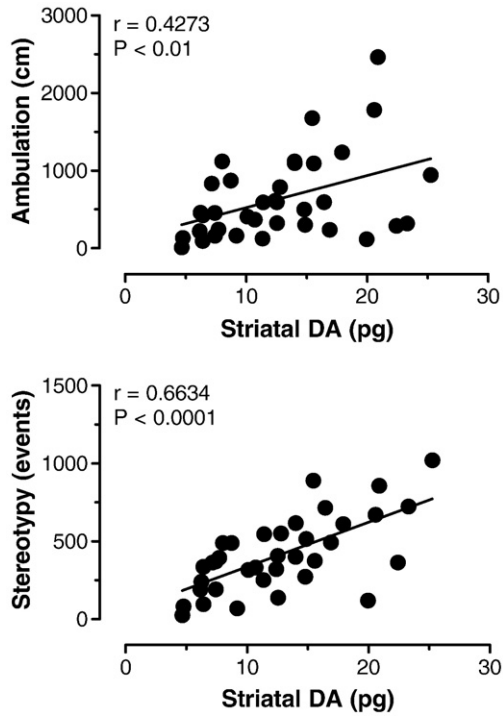 r = 0.4273
P < 0.01
Ambulation (cm)
3000
2000
1000
0
0 10 20 30
Striatal DA (pg)
r = 0.6634
P < 0.0001
Stereotypy (events)
1500
1000
500
0
0 10 20 30
Striatal DA (pg)